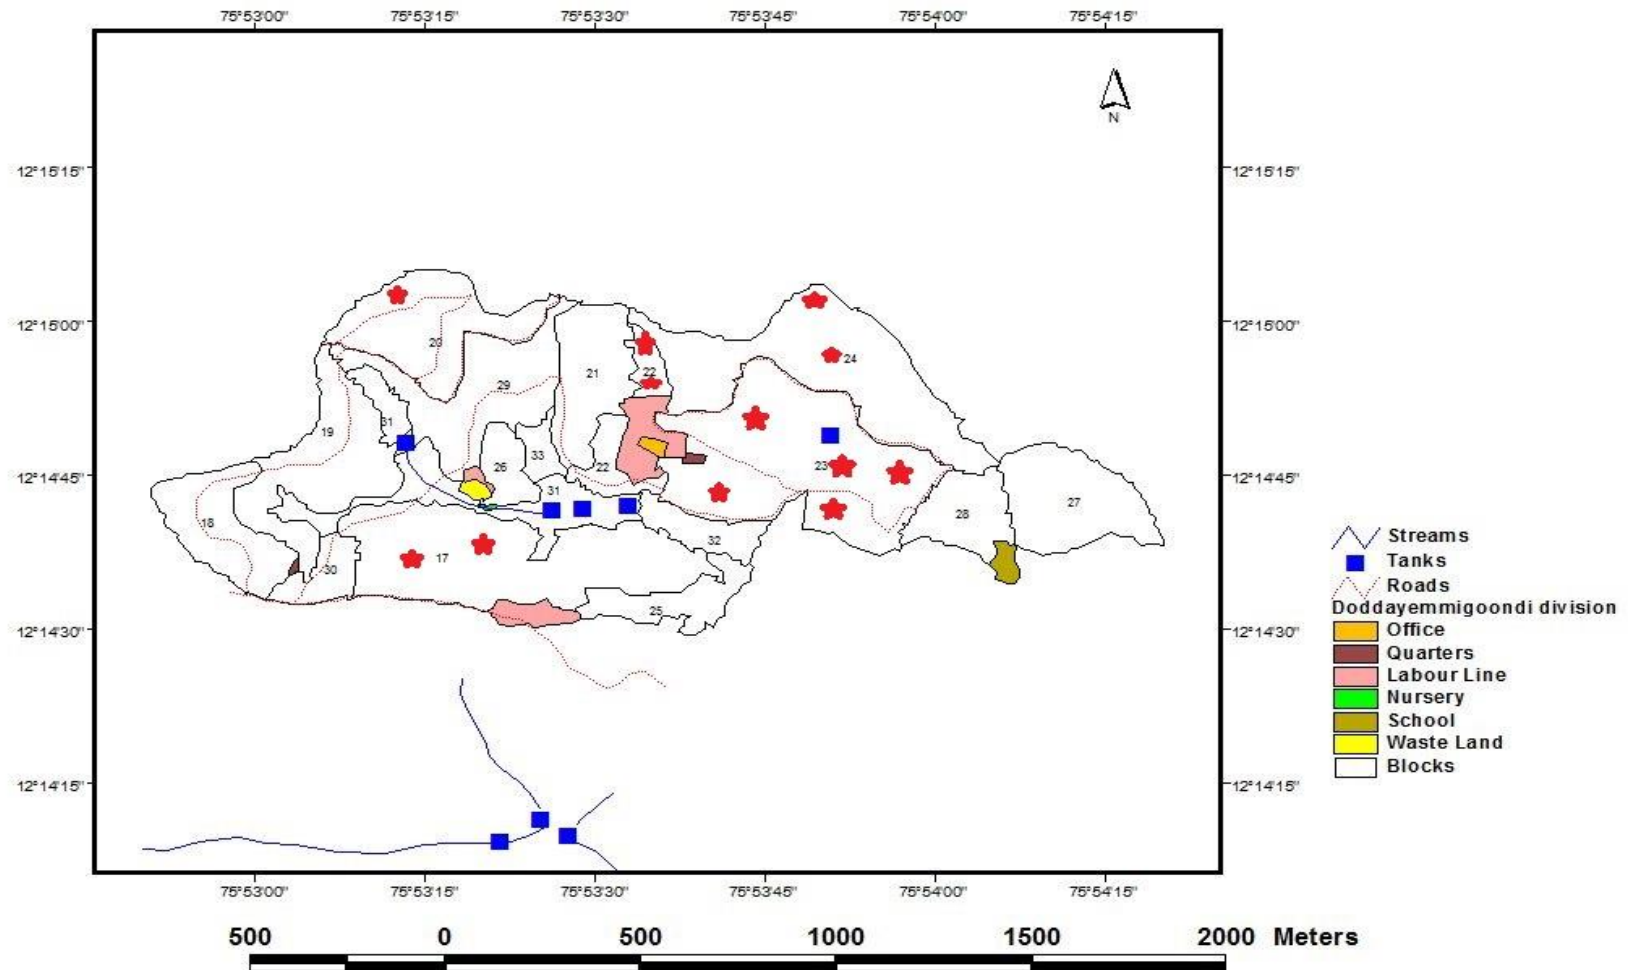 75°53'00" 75°53'15" 75°53'30" 75°53'45" 75°54'00" 75°54'15"
N
12°15'15" 12°15'15"
12°15'00" 12°15'00"
20
24
21
22
29
31
19
23
26
33
22
12°14'45" 12°14'45"
31
27
28
18
32
17
30
25
12°14'30" 12°14'30"
12°14'15" 12°14'15"
75°53'00" 75°53'15" 75°53'30" 75°53'45" 75°54'00" 75°54'15"
Streams
Tanks
Roads
Doddayemmigoondi division
Office
Quarters
Labour Line
Nursery
School
Waste Land
Blocks
500 0 500 1000 1500 2000 Meters